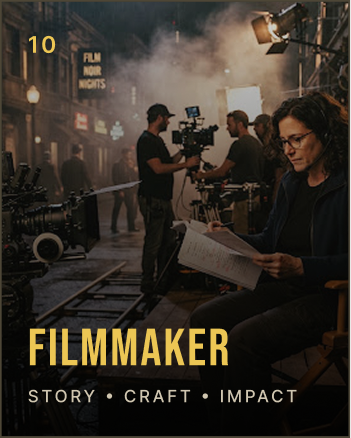 10
FILM
NOIR
NIGHTS
FILMMAKER
STORY • CRAFT • IMPACT